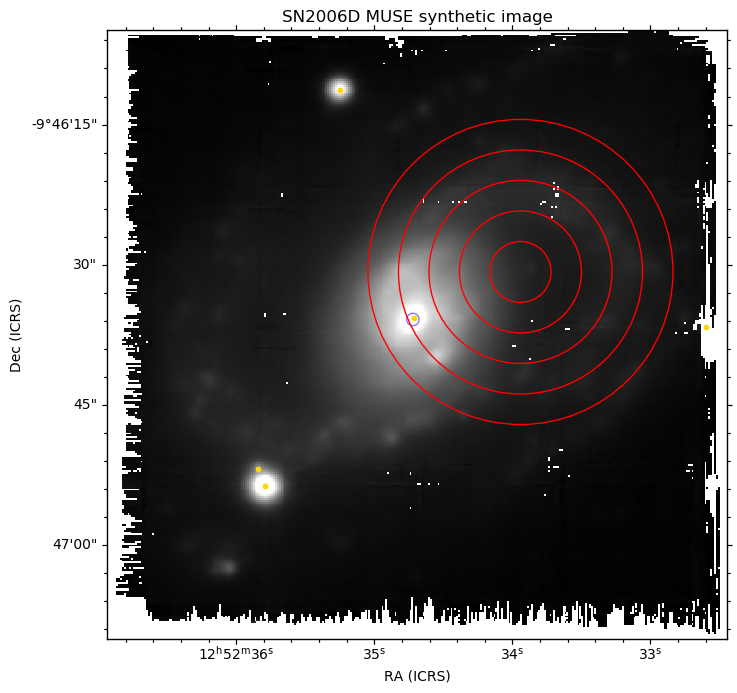 SN2006D MUSE synthetic image
-9°46'15"
30"
45"
47'00"
Dec (ICRS)
12ʰ52ᵐ36ˢ 35ˢ 34ˢ 33ˢ
RA (ICRS)